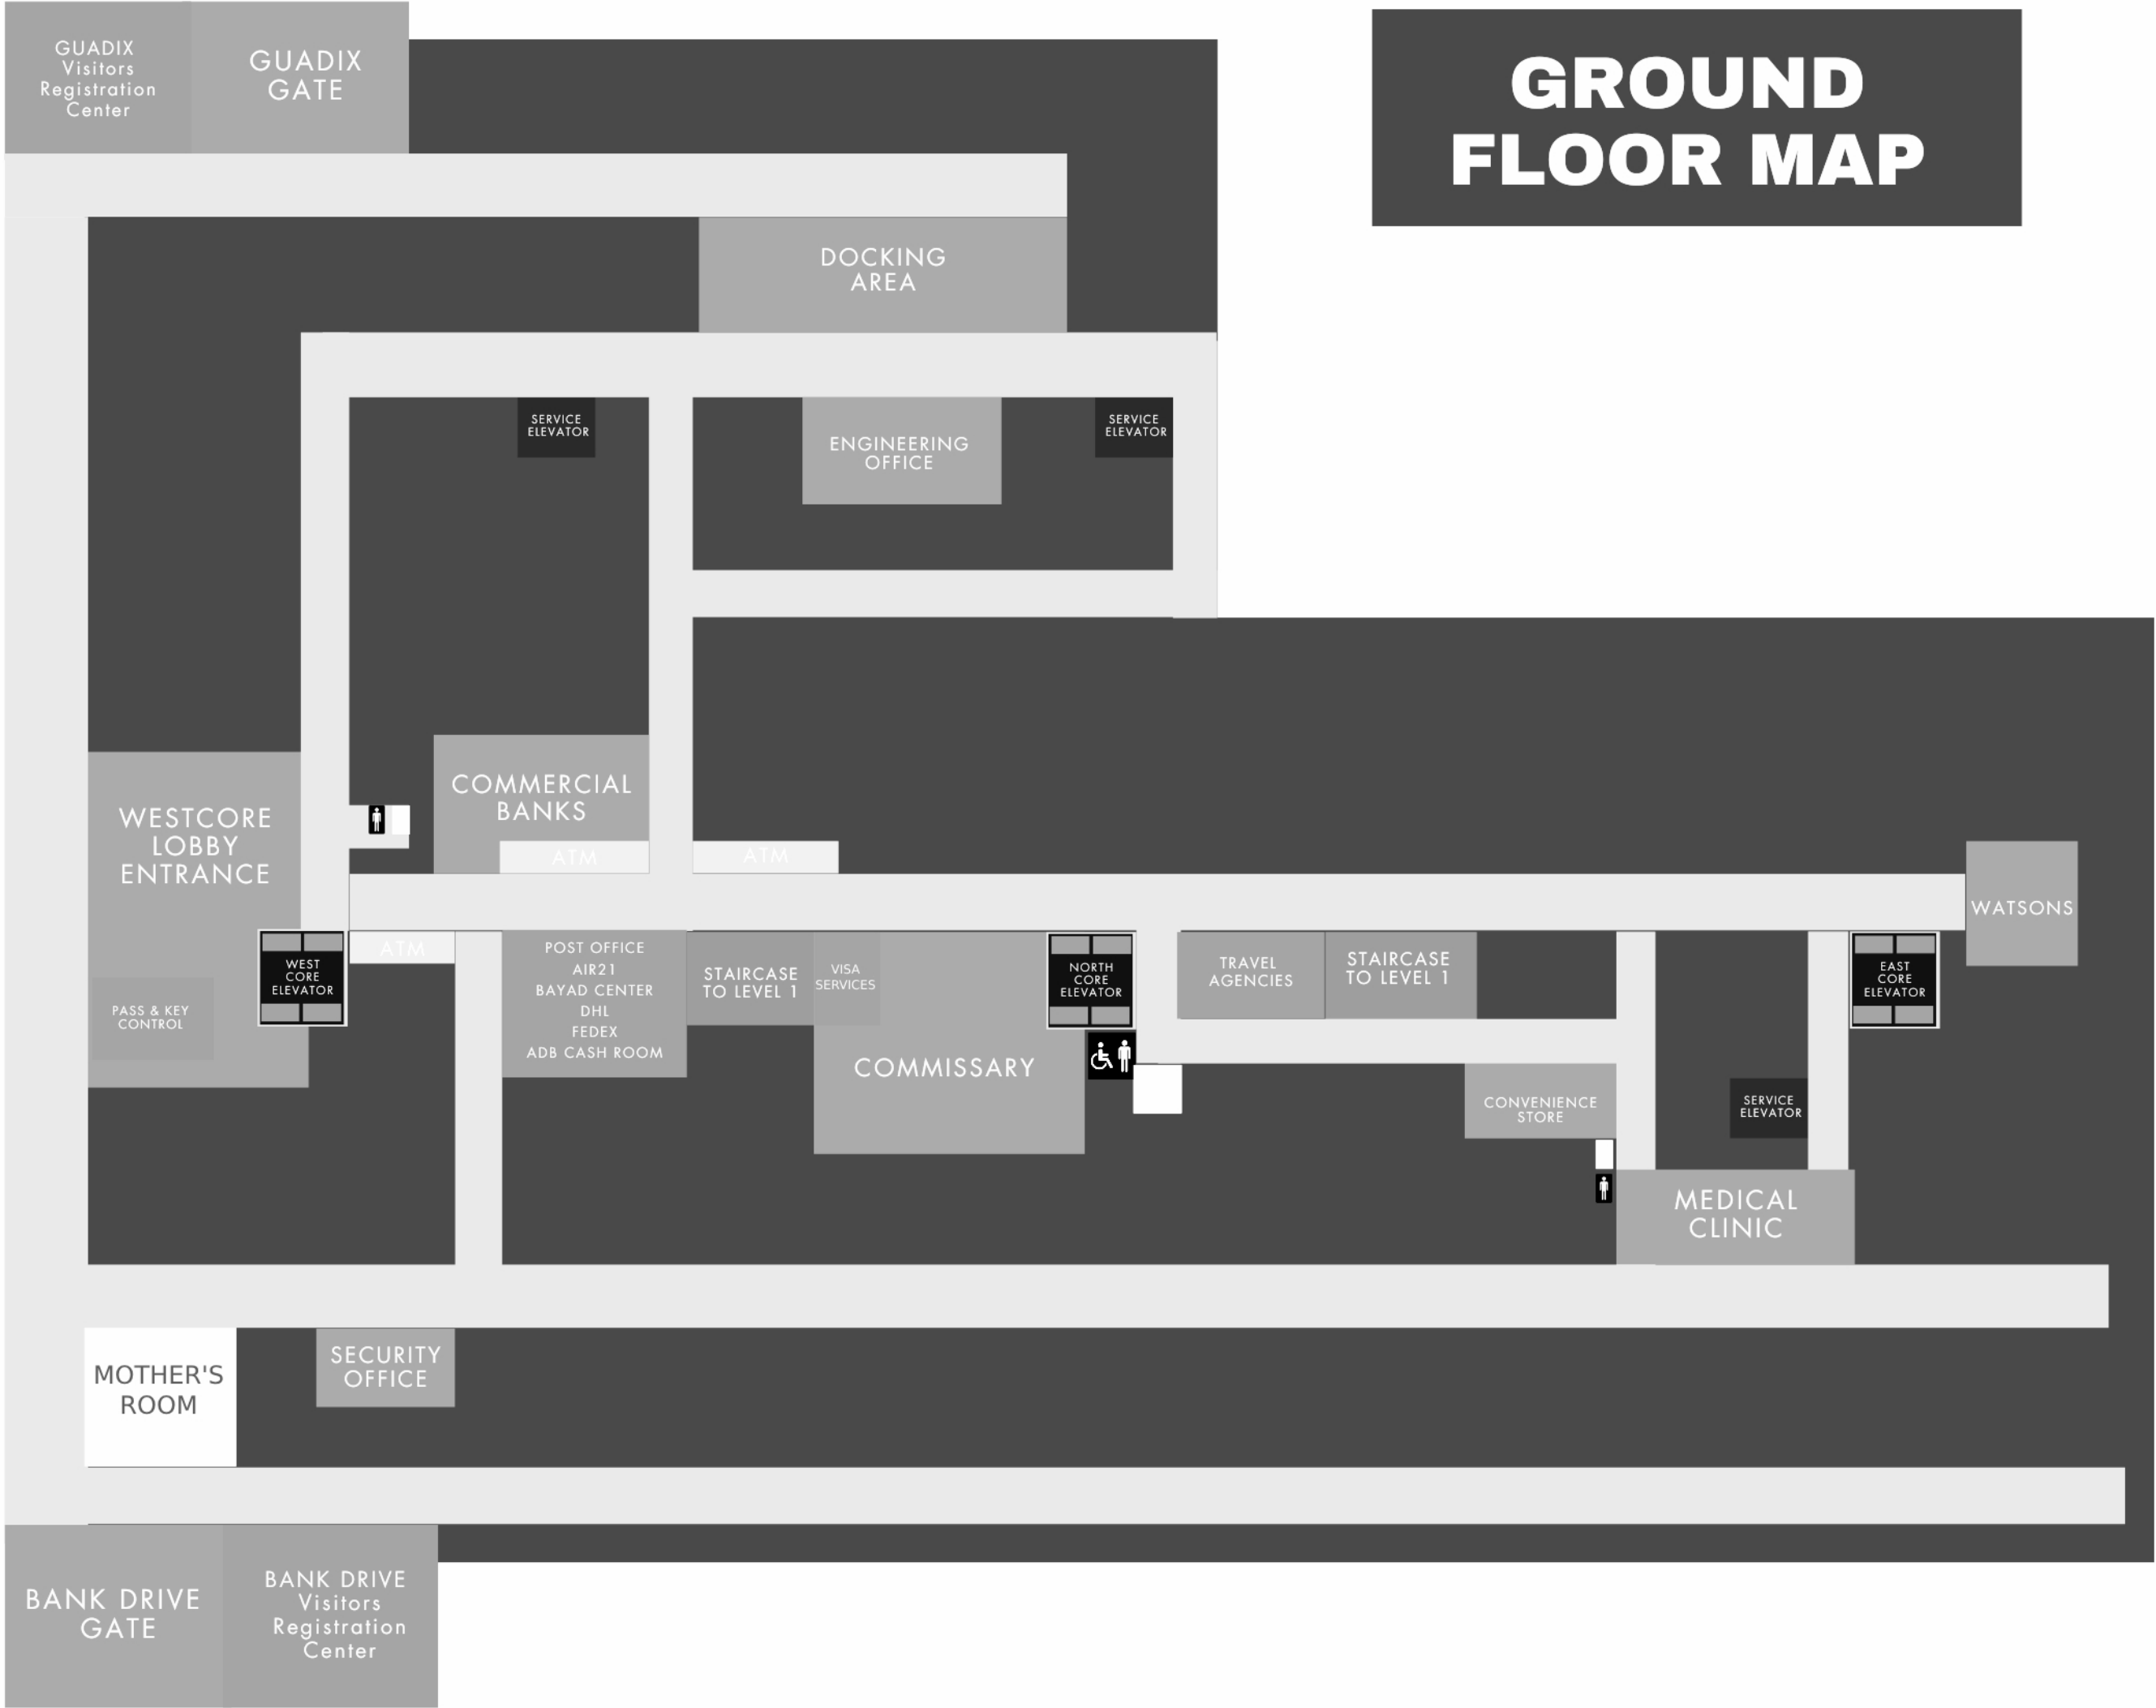 GUADIX
Visitors
Registration
Center
GUADIX
GATE
GROUND
FLOOR MAP
DOCKING
AREA
SERVICE
ELEVATOR
ENGINEERING
OFFICE
SERVICE
ELEVATOR
WESTCORE
LOBBY
ENTRANCE
COMMERCIAL
BANKS
ATM
ATM
WATSONS
WEST
CORE
ELEVATOR
ATM
PASS & KEY
CONTROL
POST OFFICE
AIR21
BAYAD CENTER
DHL
FEDEX
ADB CASH ROOM
STAIRCASE
TO LEVEL 1
VISA
SERVICES
COMMISSARY
NORTH
CORE
ELEVATOR
TRAVEL
AGENCIES
STAIRCASE
TO LEVEL 1
EAST
CORE
ELEVATOR
CONVENIENCE
STORE
SERVICE
ELEVATOR
MEDICAL
CLINIC
MOTHER'S
ROOM
SECURITY
OFFICE
BANK DRIVE
GATE
BANK DRIVE
Visitors
Registration
Center